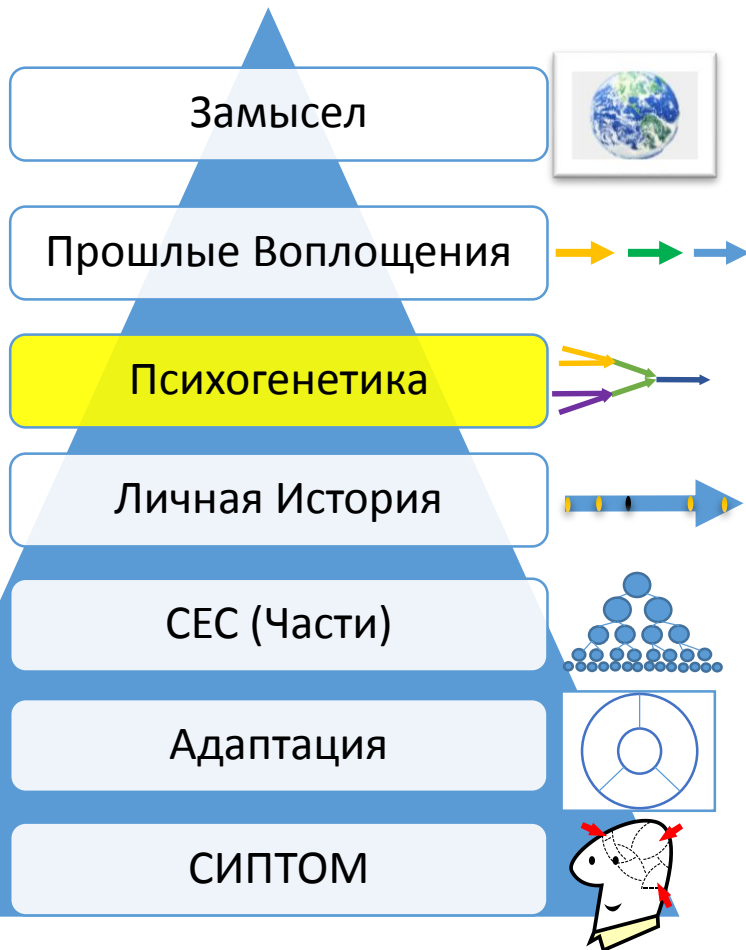 Замысел
Прошлые Воплощения
Психогенетика
Личная История
СЕС (Части)
Адаптация
СИПТОМ